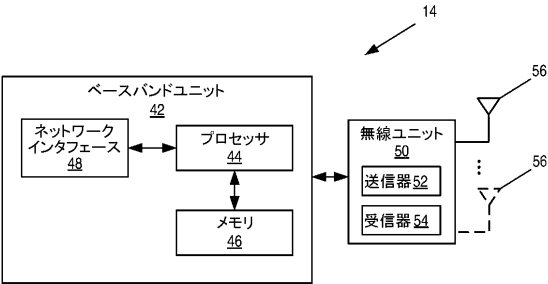 14
ベースバンドユニット
42
ネットワーク
インタフェース
48
プロセッサ
44
メモリ
46
無線ユニット
50
送信器52
受信器54
56
56